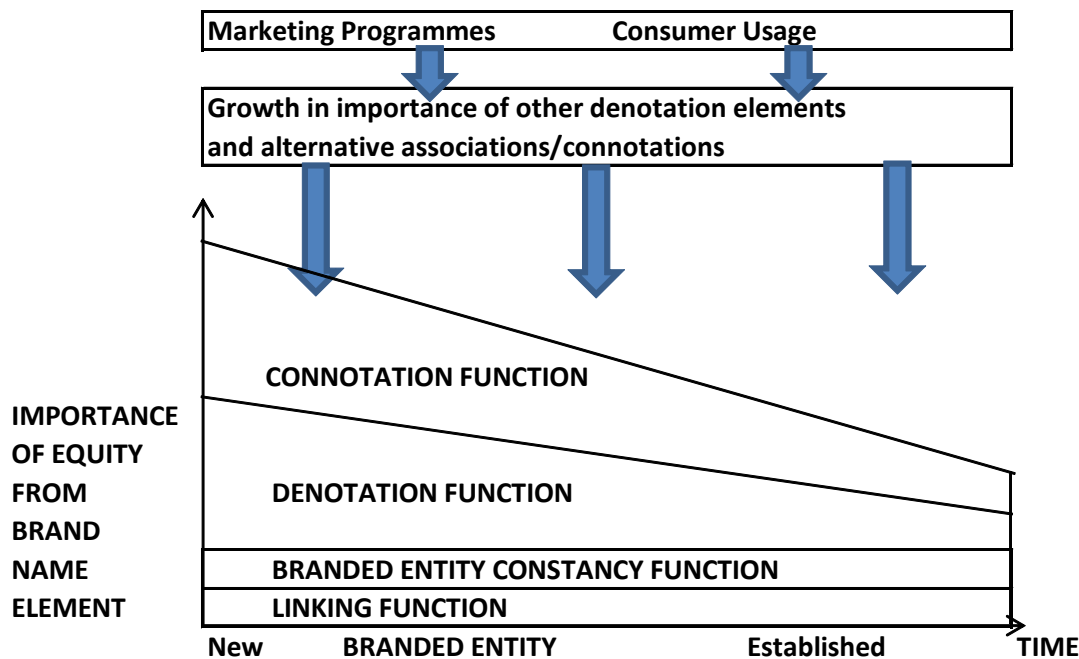 Marketing Programmes Consumer Usage
Growth in importance of other denotation elements
and alternative associations/connotations
CONNOTATION FUNCTION
IMPORTANCE
OF EQUITY
FROM
BRAND
NAME
ELEMENT
DENOTATION FUNCTION
BRANDED ENTITY CONSTANCY FUNCTION
LINKING FUNCTION
New BRANDED ENTITY Established TIME